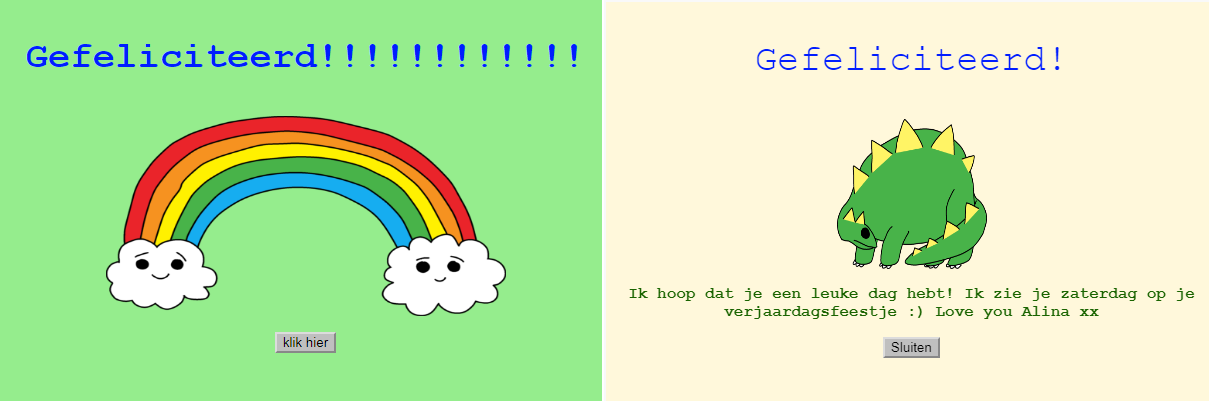 Gefeliciteerd!!!!!!!!!!!!
klik hier
Gefeliciteerd!
Ik hoop dat je een leuke dag hebt! Ik zie je zaterdag op je
verjaardagsfeestje :) Love you Alina xx
Sluiten